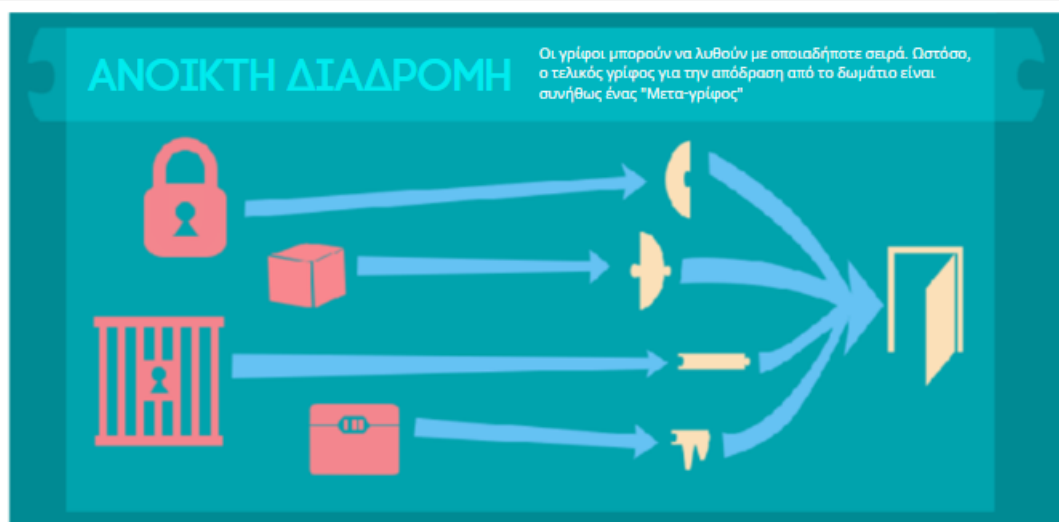 ΑΝΟΙΚΤΗ ΔΙΑΔΡΟΜΗ
Οι γρίφοι μπορούν να λυθούν με οποιαδήποτε σειρά. Ωστόσο,
ο τελικός γρίφος για την απόδραση από το δωμάτιο είναι
συνήθως ένας "Μετα-γρίφος"